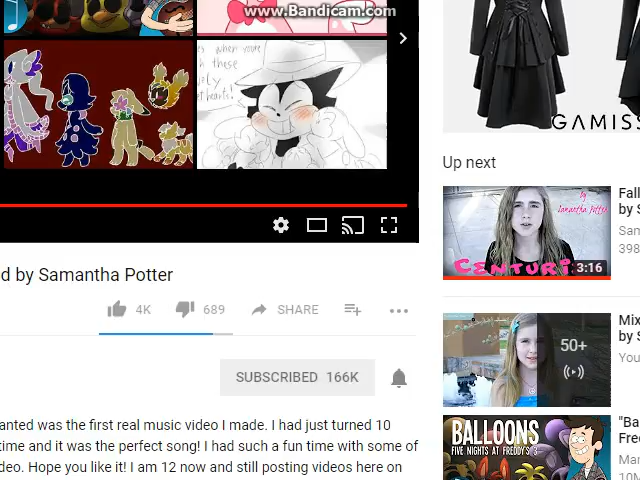 www.Bandicam.com
es when you're
h these
vely
hearts!
GAMISS
Up next
by
Samantha Potter
CENTURI
3:16
Fall
by S
Sam
398
d by Samantha Potter
4K
689
SHARE
SUBSCRIBED 166K
50+
Mix
by S
You
anted was the first real music video I made. I had just turned 10
time and it was the perfect song! I had such a fun time with some of
deo. Hope you like it! I am 12 now and still posting videos here on
BALLOONS
FIVE NIGHTS AT FREDDY'S 3
"Ba
Fre
Man
10M